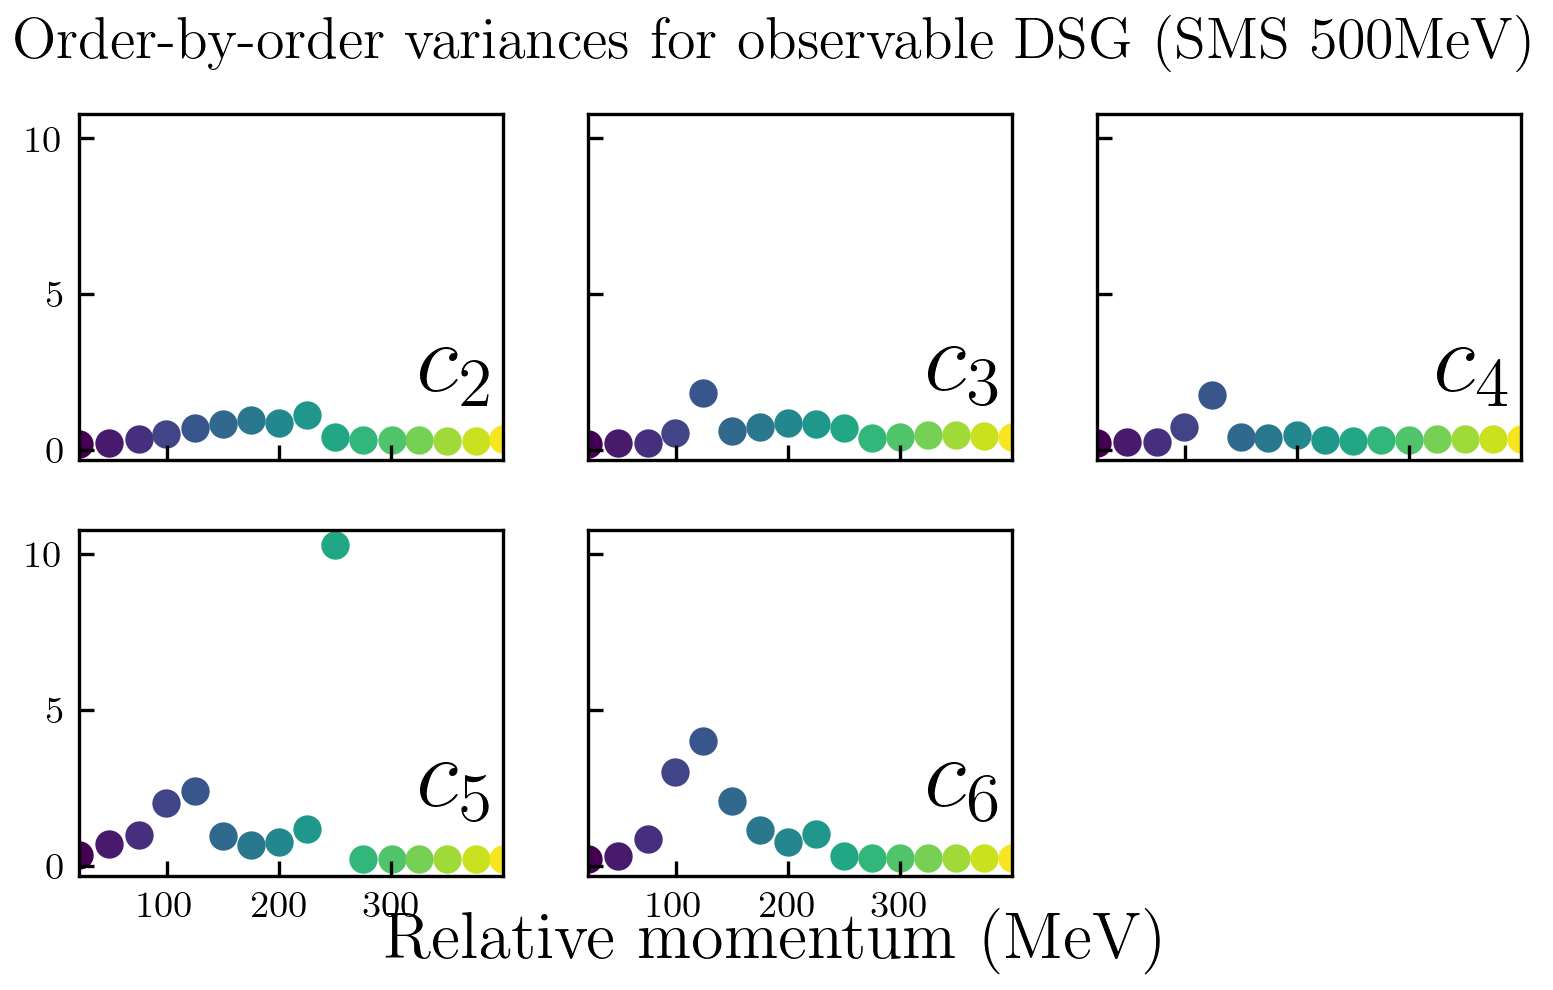 Order-by-order variances for observable DSG (SMS 500MeV)
10
5
0
c₂
c₃
c₄
10
5
0
c₅
c₆
100 200 300
100 200 300
Relative momentum (MeV)